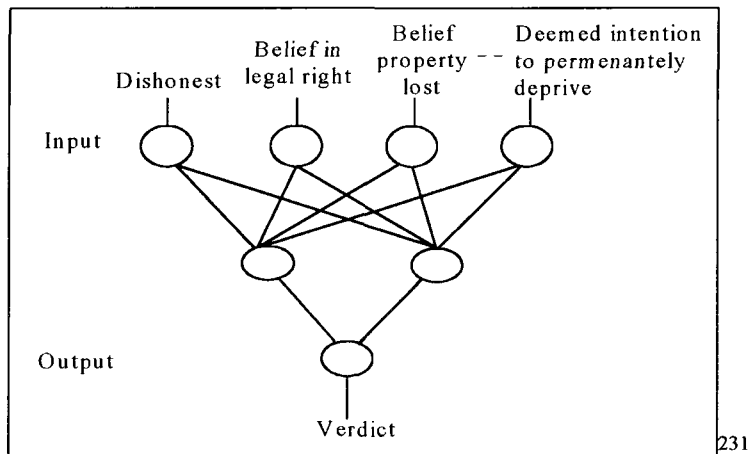 Dishonest
Belief in
legal right
Belief
property
lost
--
Deemed intention
to permenantely
deprive
Input
Output
Verdict
231